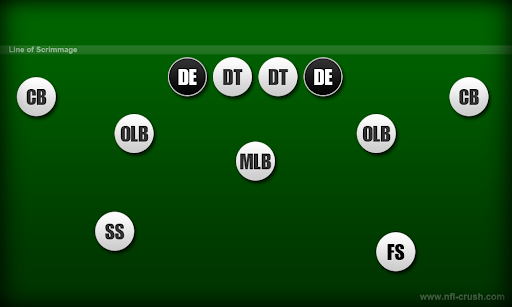 Line of Scrimmage
DE DT DT DE
CB CB
OLB OLB
MLB
SS
FS
www.nfl-crush.com